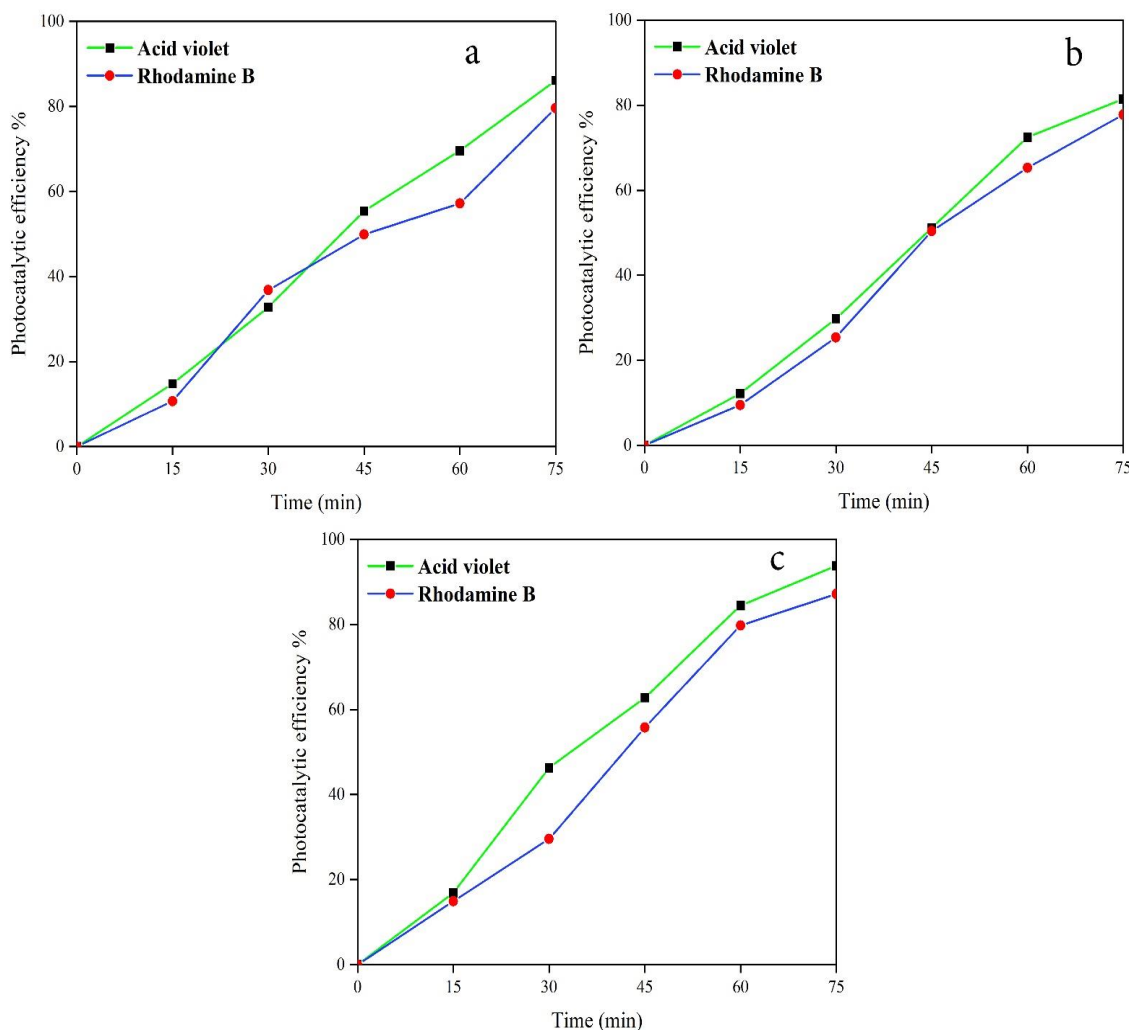 a
Acid violet
Rhodamine B
Photocatalytic efficiency %
100
80
60
40
20
0
0 15 30 45 60 75
Time (min)
b
Acid violet
Rhodamine B
Photocatalytic efficiency %
100
80
60
40
20
0
0 15 30 45 60 75
Time (min)
c
Acid violet
Rhodamine B
Photocatalytic efficiency %
100
80
60
40
20
0
0 15 30 45 60 75
Time (min)